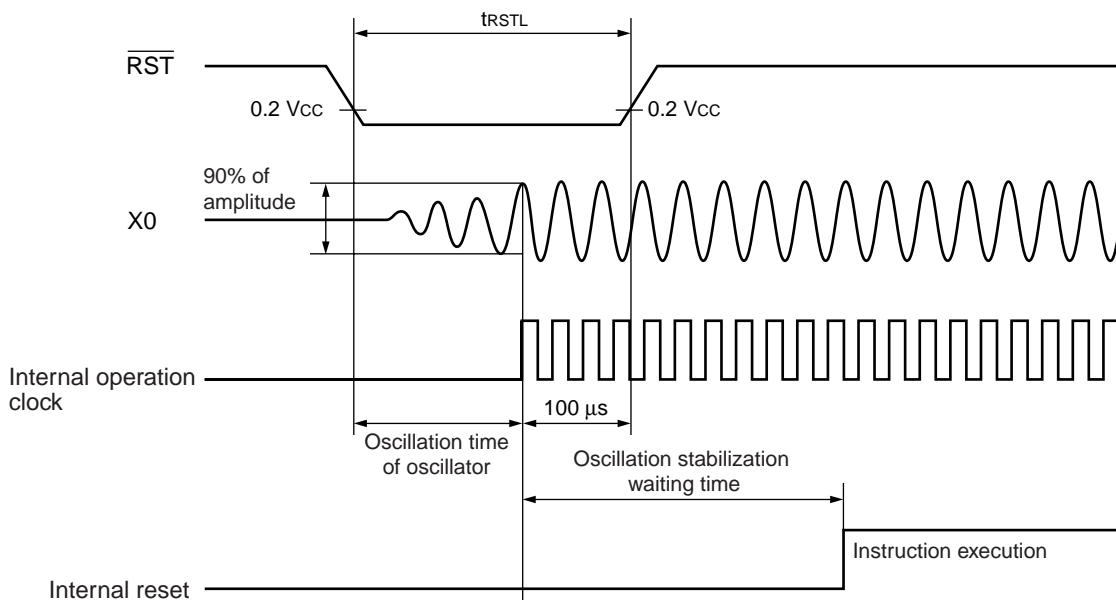 tRSTL
RST
0.2 VCC
0.2 VCC
90% of
amplitude
X0
Internal operation
clock
100 μs
Oscillation time
of oscillator
Oscillation stabilization
waiting time
Instruction execution
Internal reset